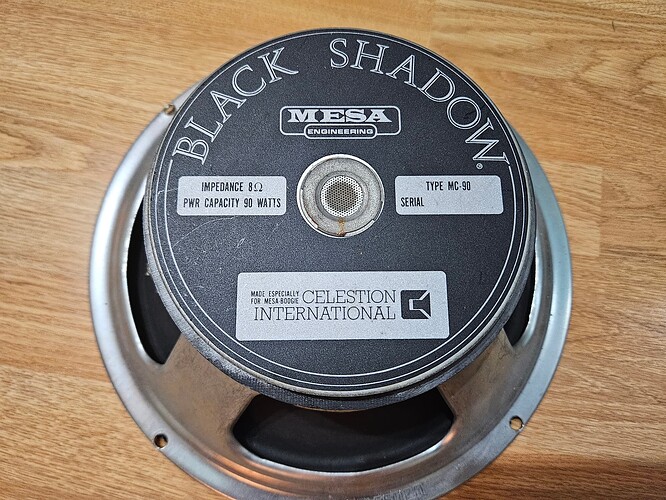 BLACK SHADOW®
MESA
ENGINEERING
IMPEDANCE 8Ω
PWR CAPACITY 90 WATTS
TYPE MC-90
SERIAL
MADE ESPECIALLY
FOR MESA-BOOGIE
CELESTION
INTERNATIONAL